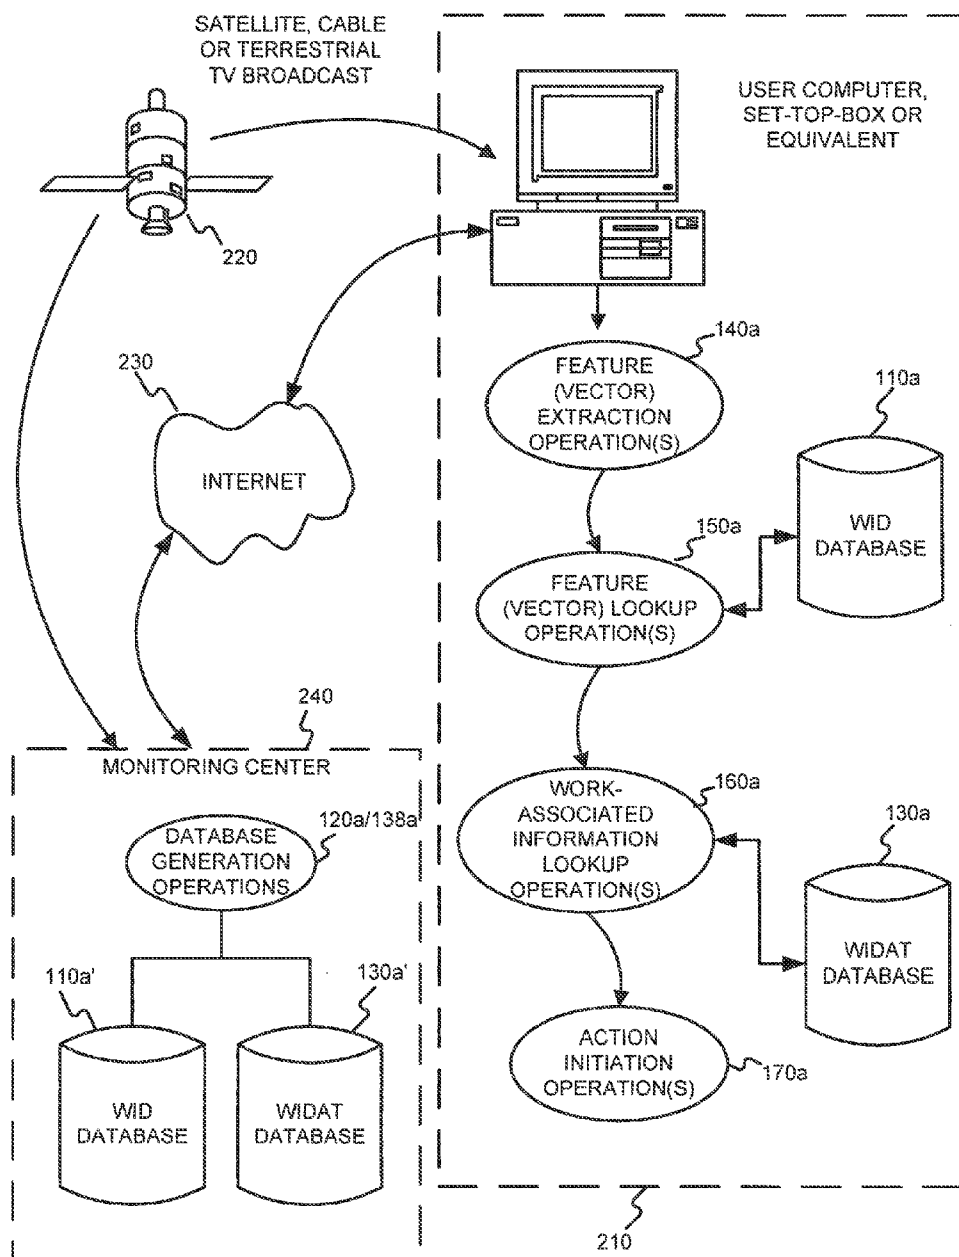 SATELLITE, CABLE
OR TERRESTRIAL
TV BROADCAST
USER COMPUTER,
SET-TOP-BOX OR
EQUIVALENT
220
140a
FEATURE
(VECTOR)
EXTRACTION
OPERATION(S)
230
110a
INTERNET
WID
DATABASE
150a
FEATURE
(VECTOR) LOOKUP
OPERATION(S)
240
MONITORING CENTER
160a
WORK-
ASSOCIATED
INFORMATION
LOOKUP
OPERATION(S)
130a
DATABASE
GENERATION
OPERATIONS
120a/138a
WIDAT
DATABASE
110a'
130a'
ACTION
INITIATION
OPERATION(S)
170a
WID
DATABASE
WIDAT
DATABASE
210